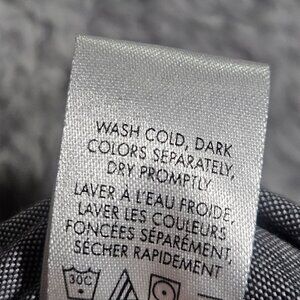 WASH COLD, DARK
COLORS SEPARATELY,
DRY PROMPTLY
LAVER A L'EAU FROIDE,
LAVER LES COULEURS
FONCÉES SÉPARÉMENT,
SÉCHER RAPIDEMENT
30C